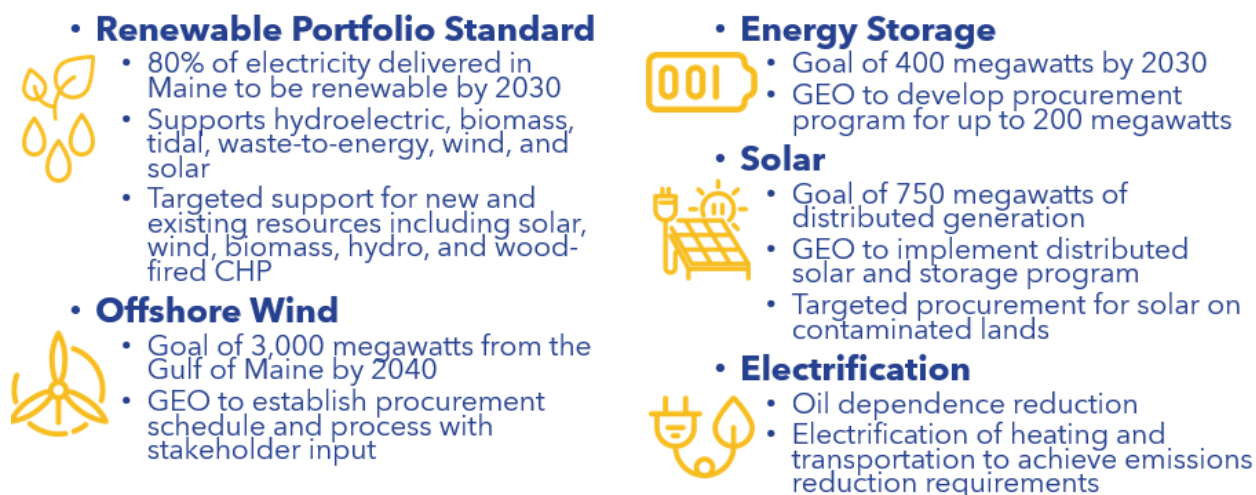 • Renewable Portfolio Standard
• 80% of electricity delivered in
Maine to be renewable by 2030
• Supports hydroelectric, biomass,
tidal, waste-to-energy, wind, and
solar
• Targeted support for new and
existing resources including solar,
wind, biomass, hydro, and wood-
fired CHP
• Offshore Wind
• Goal of 3,000 megawatts from the
Gulf of Maine by 2040
• GEO to establish procurement
schedule and process with
stakeholder input
• Energy Storage
• Goal of 400 megawatts by 2030
• GEO to develop procurement
program for up to 200 megawatts
• Solar
• Goal of 750 megawatts of
distributed generation
• GEO to implement distributed
solar and storage program
• Targeted procurement for solar on
contaminated lands
• Electrification
• Oil dependence reduction
• Electrification of heating and
transportation to achieve emissions
reduction requirements